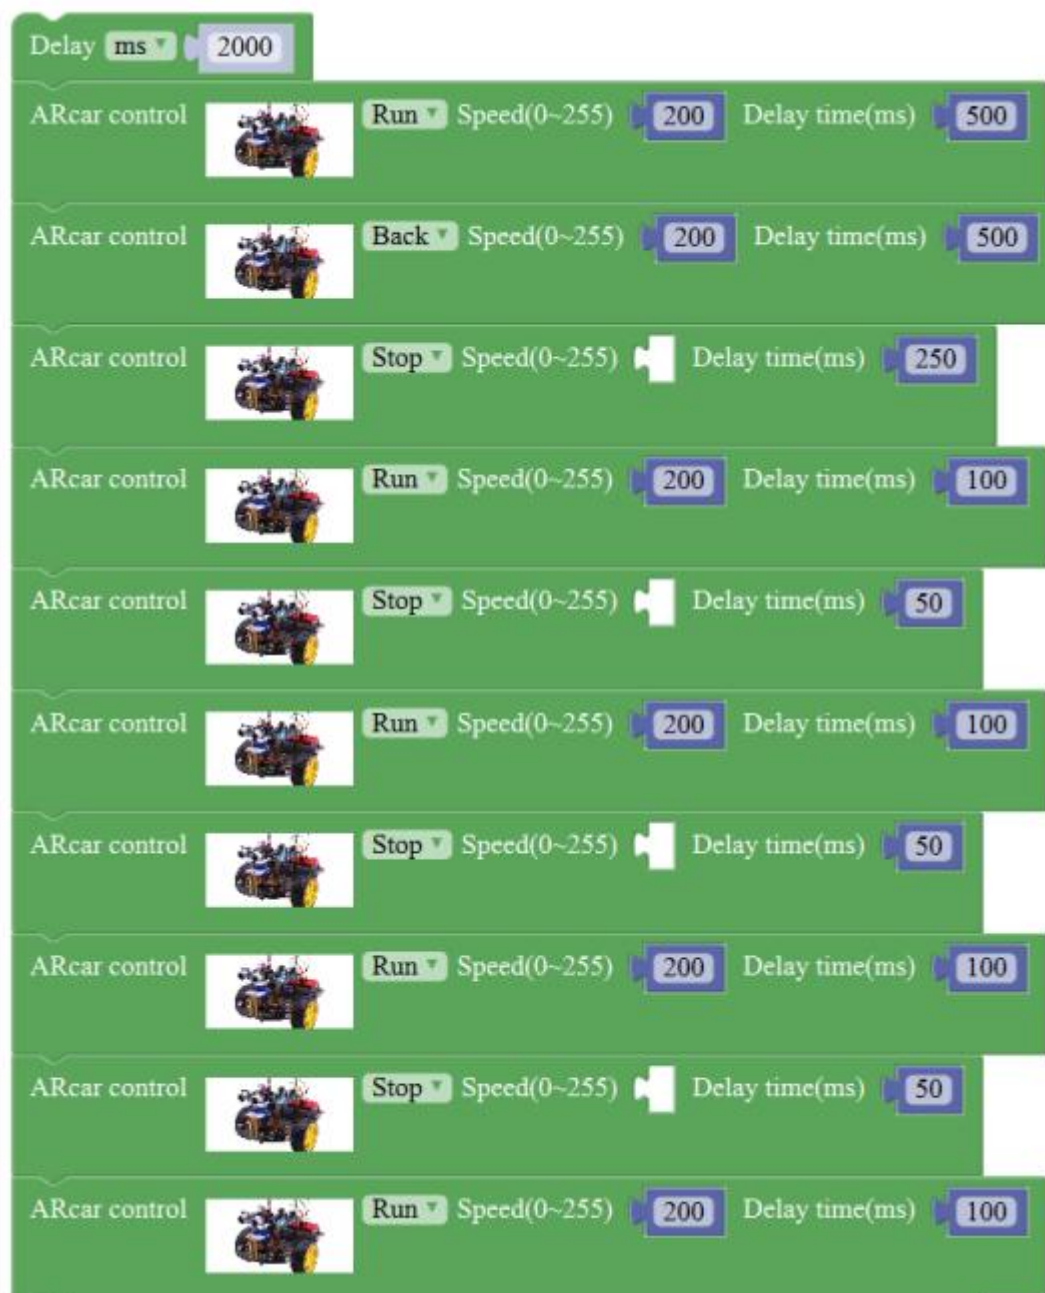 Delay ms 2000
ARcar control Run Speed(0~255) 200 Delay time(ms) 500
ARcar control Back Speed(0~255) 200 Delay time(ms) 500
ARcar control Stop Speed(0~255) Delay time(ms) 250
ARcar control Run Speed(0~255) 200 Delay time(ms) 100
ARcar control Stop Speed(0~255) Delay time(ms) 50
ARcar control Run Speed(0~255) 200 Delay time(ms) 100
ARcar control Stop Speed(0~255) Delay time(ms) 50
ARcar control Run Speed(0~255) 200 Delay time(ms) 100
ARcar control Stop Speed(0~255) Delay time(ms) 50
ARcar control Run Speed(0~255) 200 Delay time(ms) 100